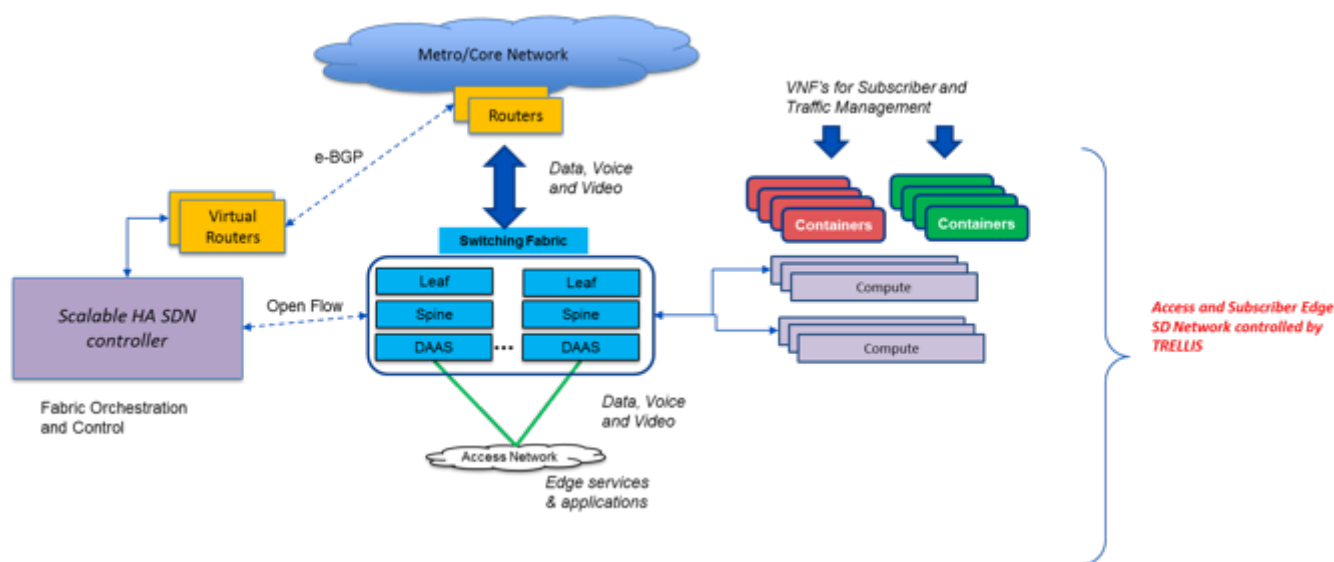 Metro/Core Network
Routers
VNF's for Subscriber and
Traffic Management
e-BGP
Data, Voice
and Video
Virtual
Routers
Containers
Containers
Switching Fabric
Leaf
Leaf
Spine
Spine
DAAS
...
DAAS
Compute
Compute
Scalable HA SDN
controller
Open Flow
Access and Subscriber Edge
SD Network controlled by
TRELLIS
Fabric Orchestration
and Control
Data, Voice
and Video
Access Network
Edge services
& applications